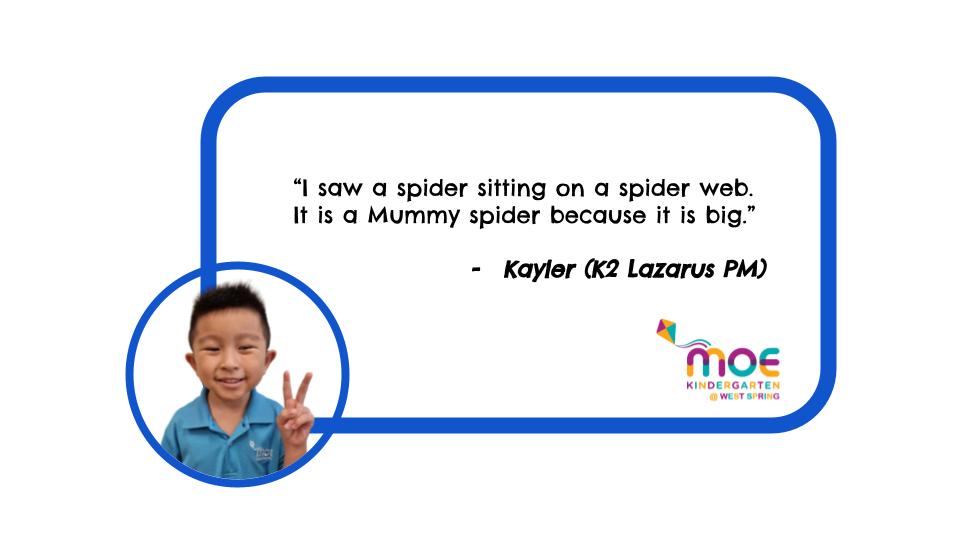 “I saw a spider sitting on a spider web.
It is a Mummy spider because it is big.”
- Kayler (K2 Lazarus PM)
moe
KINDERGARTEN
@ WEST SPRING
moe